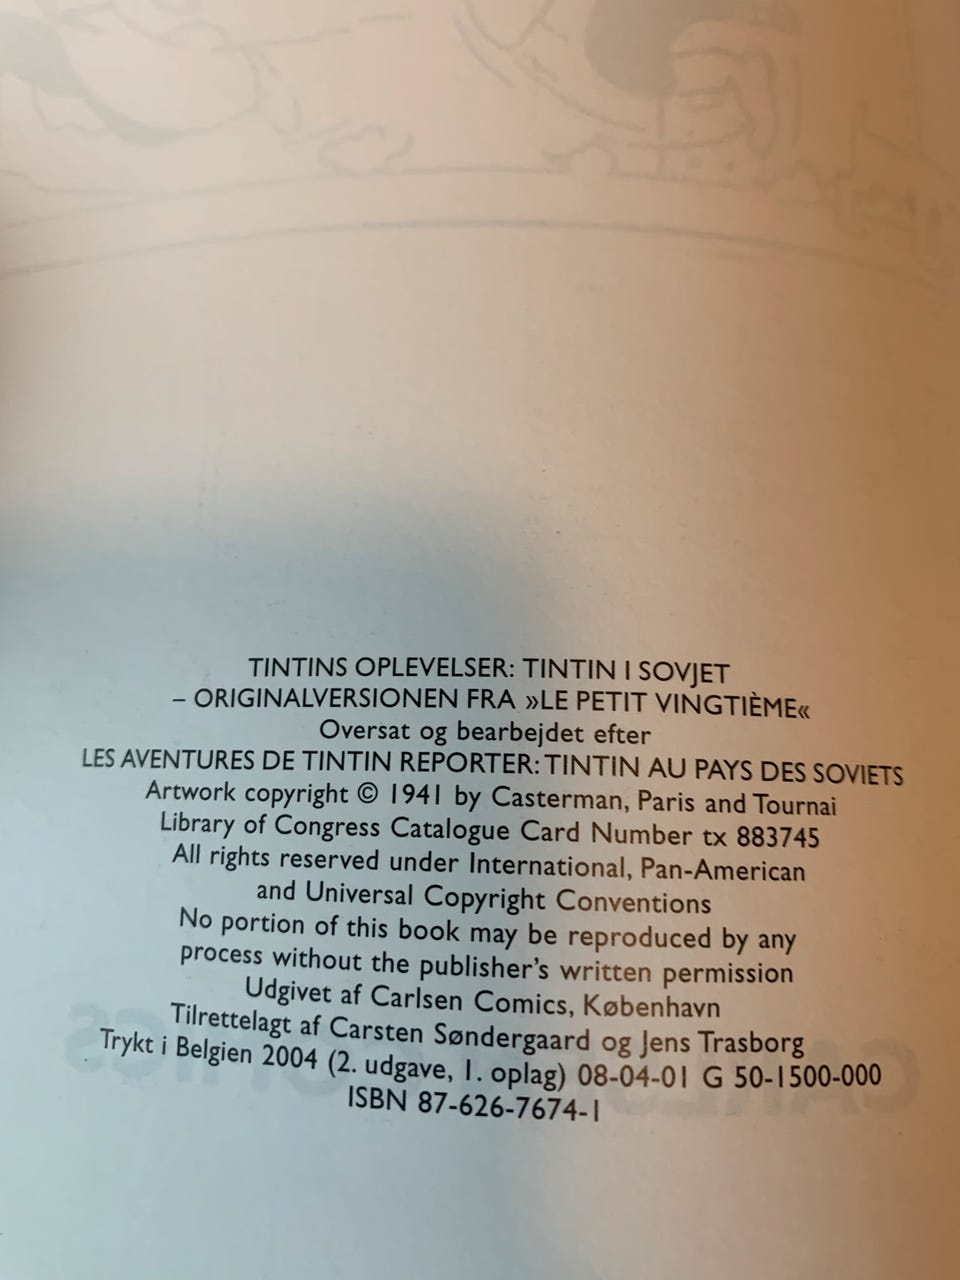 TINTINS OPLEVELSER: TINTIN I SOVJET
– ORIGINALVERSIONEN FRA »LE PETIT VINGTIÈME«
Oversat og bearbejdet efter
LES AVENTURES DE TINTIN REPORTER: TINTIN AU PAYS DES SOVIETS
Artwork copyright © 1941 by Casterman, Paris and Tournai
Library of Congress Catalogue Card Number tx 883745
All rights reserved under International, Pan-American
and Universal Copyright Conventions
No portion of this book may be reproduced by any
process without the publisher's written permission
Udgivet af Carlsen Comics, København
Tilrettelagt af Carsten Søndergaard og Jens Trasborg
Trykt i Belgien 2004 (2. udgave, 1. oplag) 08-04-01 G 50-1500-000
ISBN 87-626-7674-1